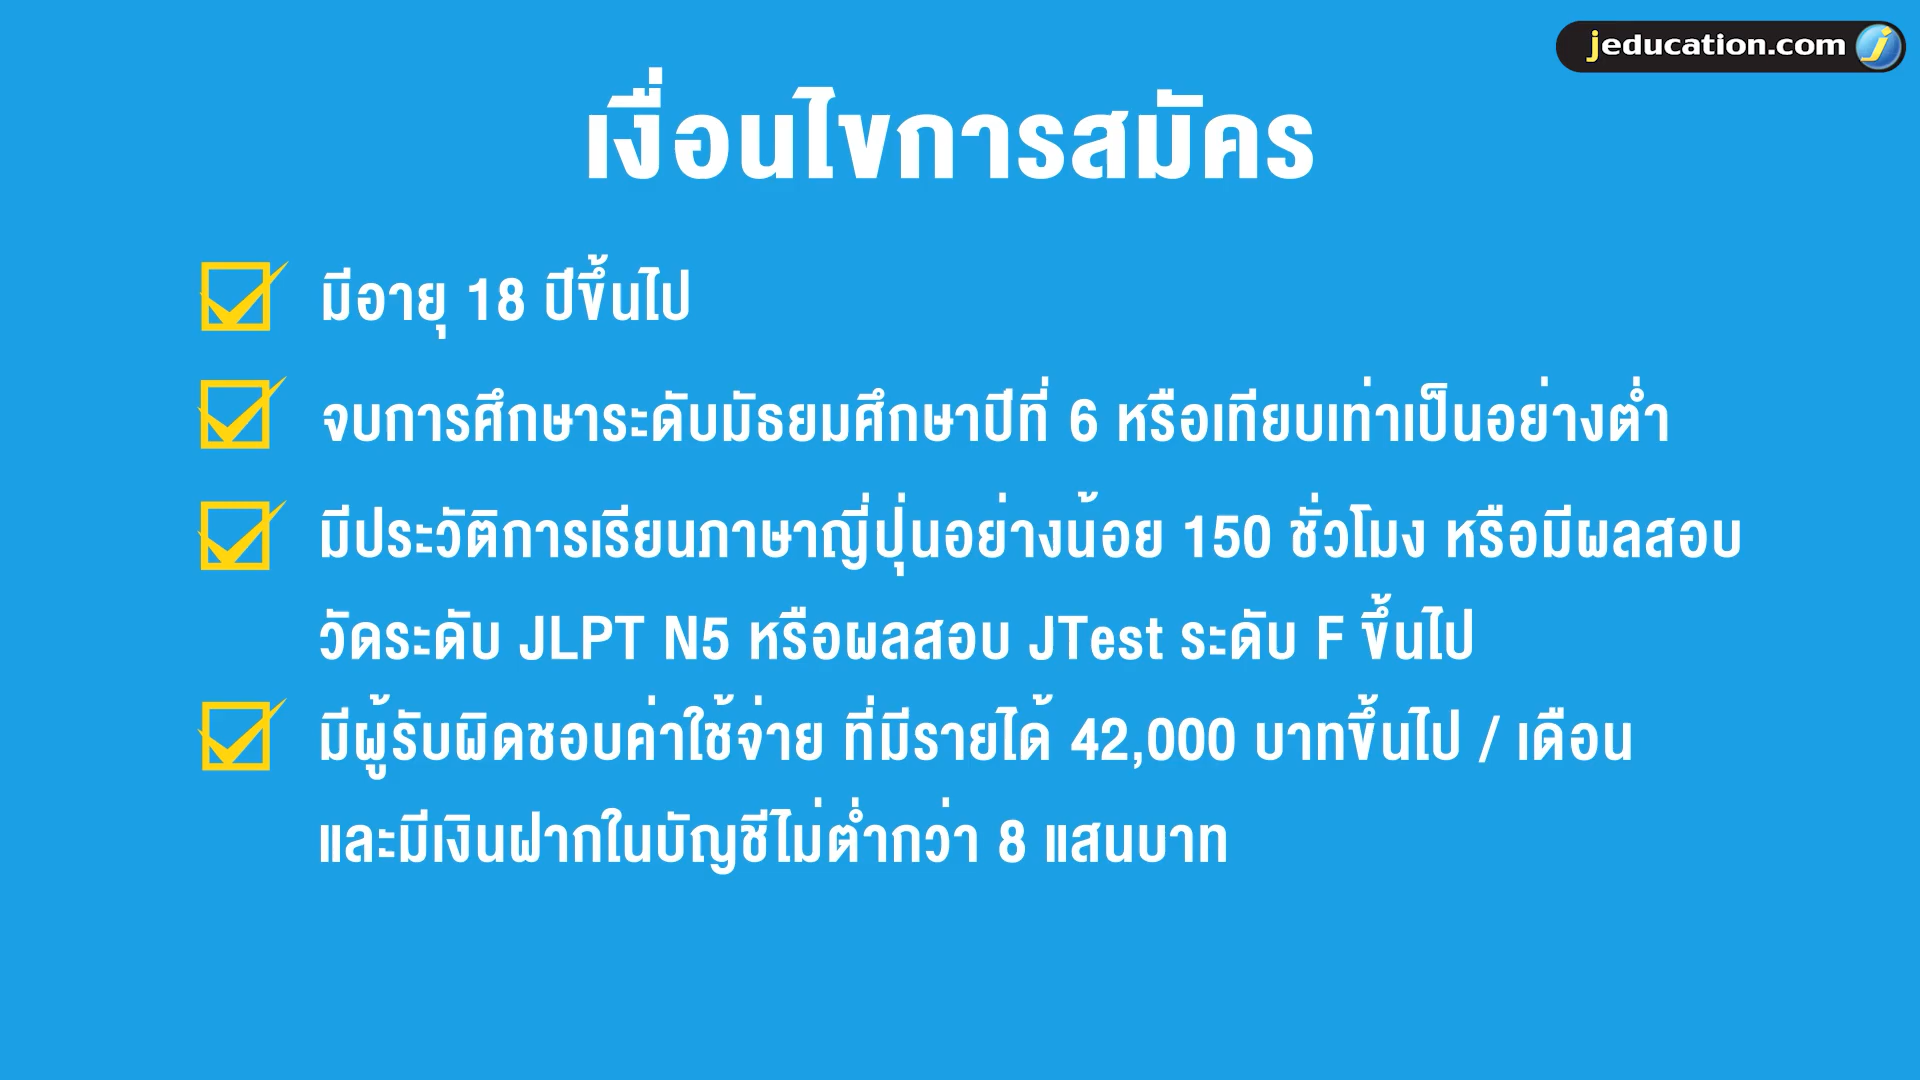 jeducation.com
เงื่อนไขการสมัคร
มีอายุ 18 ปีขึ้นไป
จบการศึกษาระดับมัธยมศึกษาปีที่ 6 หรือเทียบเท่าเป็นอย่างต่ำ
มีประวัติการเรียนภาษาญี่ปุ่นอย่างน้อย 150 ชั่วโมง หรือมีผลสอบ
วัดระดับ JLPT N5 หรือผลสอบ JTest ระดับ F ขึ้นไป
มีผู้รับผิดชอบค่าใช้จ่าย ที่มีรายได้ 42,000 บาทขึ้นไป / เดือน
และมีเงินฝากในบัญชีไม่ต่ำกว่า 8 แสนบาท